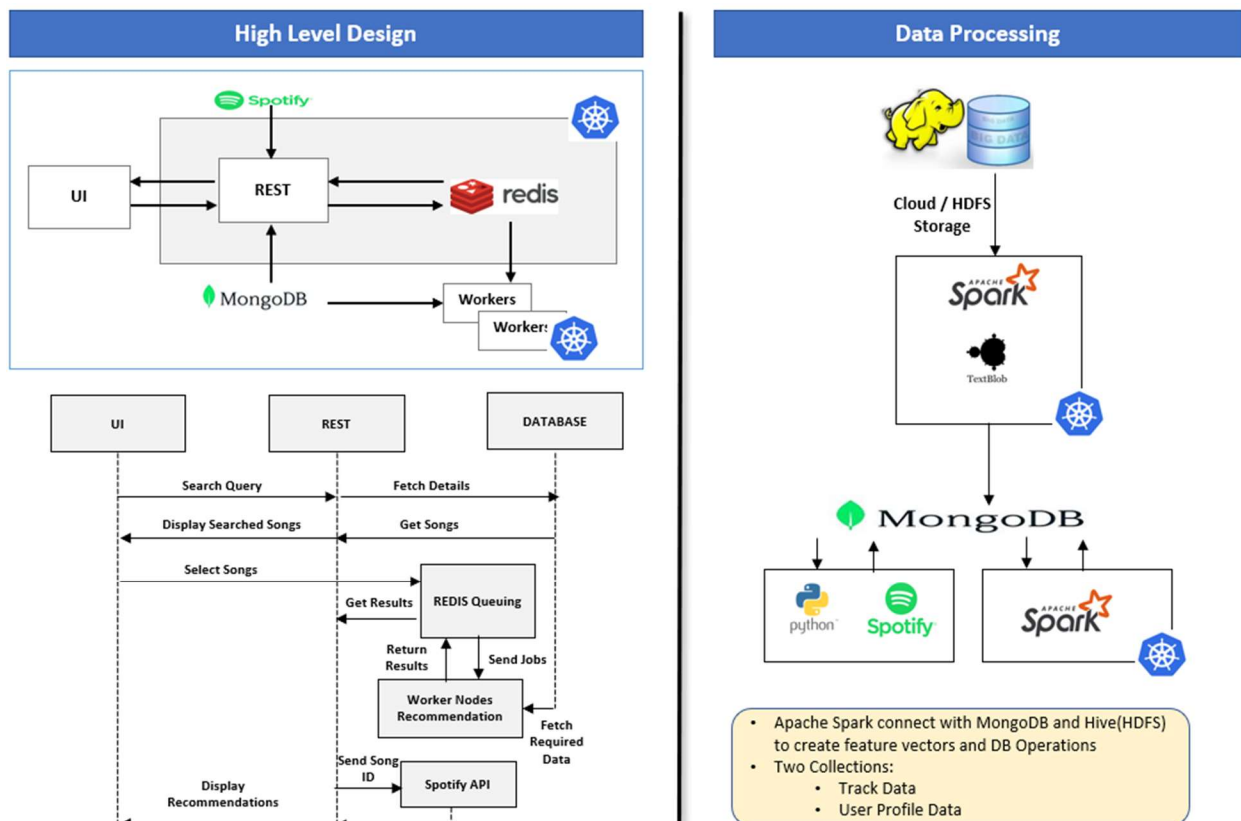 High Level Design
Spotify
UI
REST
redis
MongoDB
Workers
Workers
UI
REST
DATABASE
Search Query
Fetch Details
Display Searched Songs
Get Songs
Select Songs
REDIS Queuing
Get Results
Return
Results
Send Jobs
Worker Nodes
Recommendation
Fetch
Required
Data
Send Song
ID
Spotify API
Display
Recommendations
Data Processing
BIG DATA
Cloud / HDFS
Storage
APACHE
Spark
TextBlob
MongoDB
python
Spotify
APACHE
Spark
• Apache Spark connect with MongoDB and Hive(HDFS)
to create feature vectors and DB Operations
• Two Collections:
• Track Data
• User Profile Data